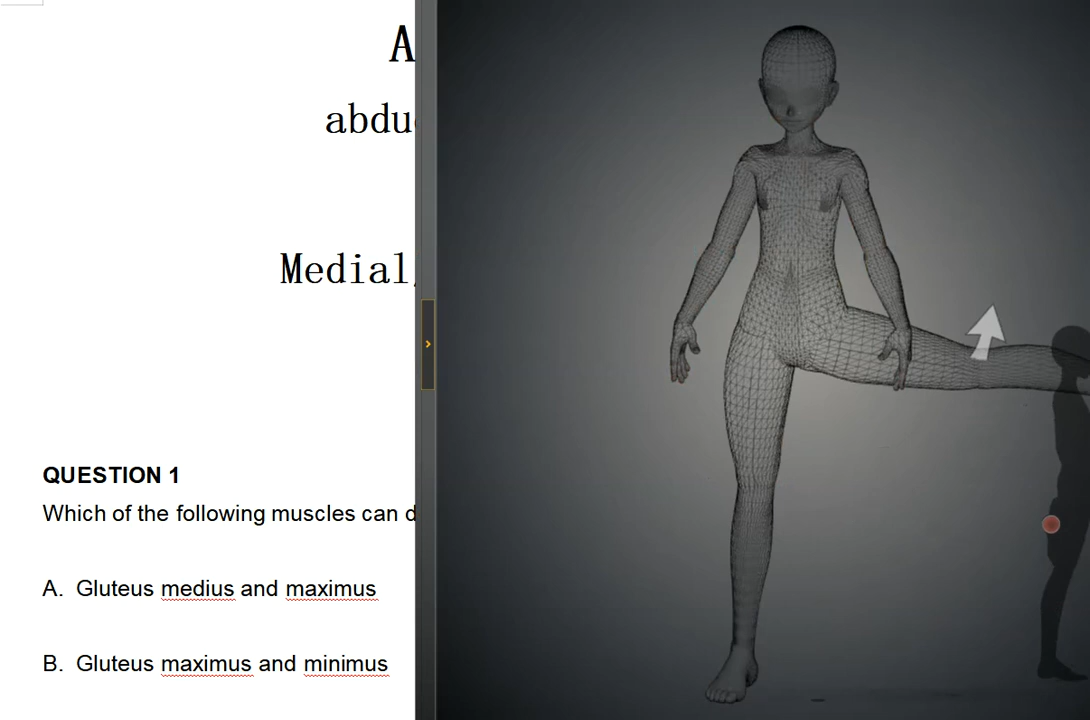 A
abdu
Medial
QUESTION 1
Which of the following muscles can d
A. Gluteus medius and maximus
B. Gluteus maximus and minimus